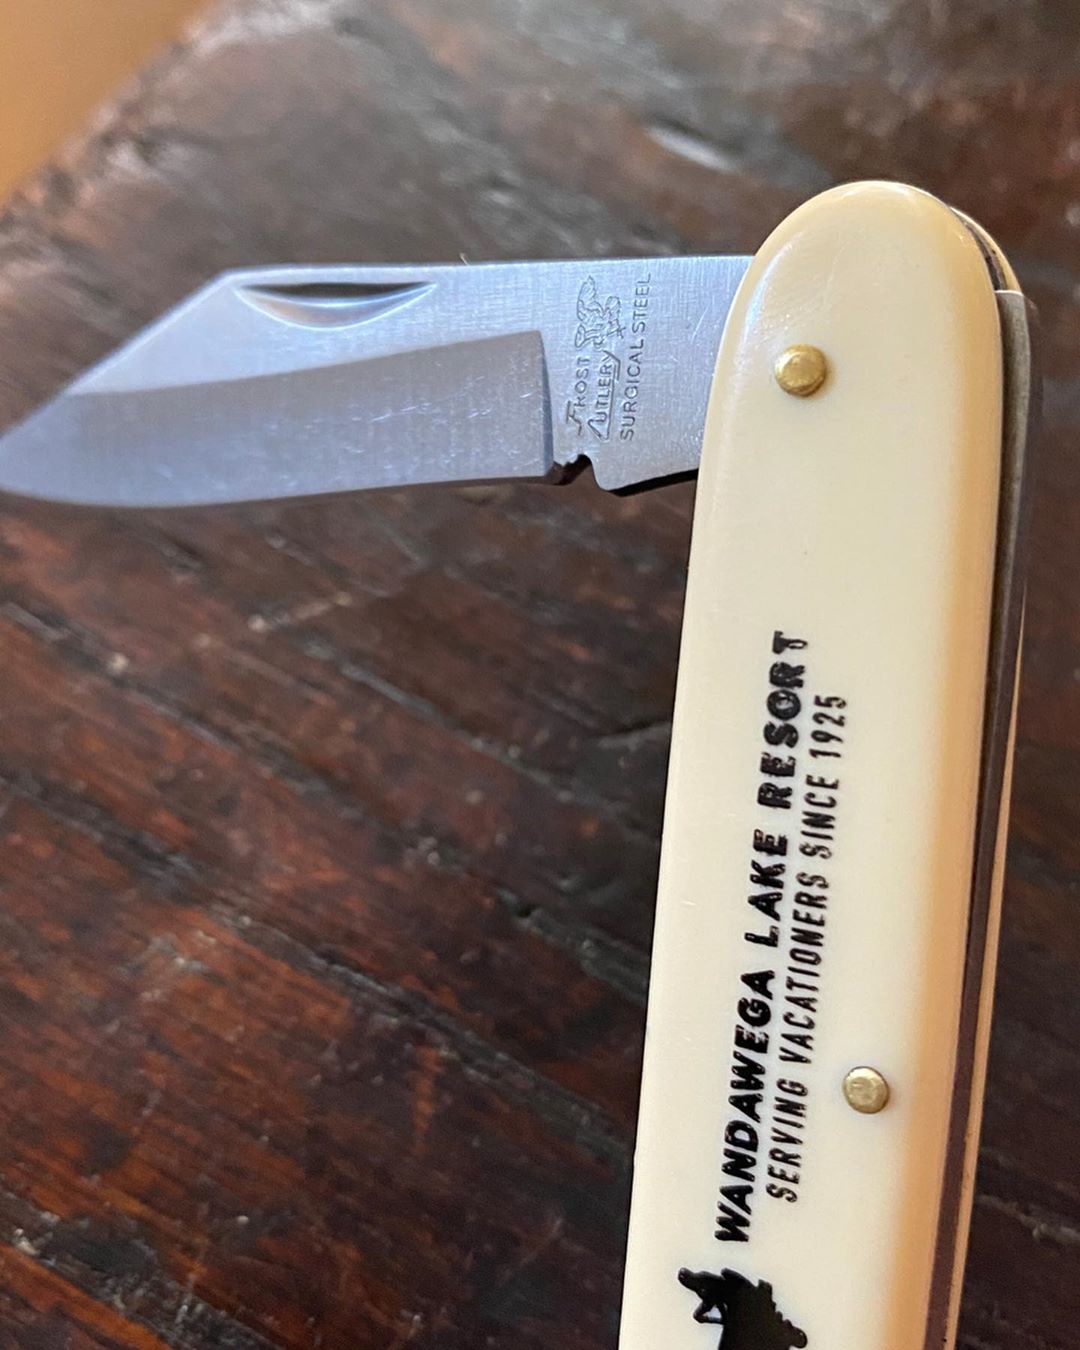 FROST
CUTLERY
SURGICAL STEEL
WANDAWEGA LAKE RESORT
SERVING VACATIONERS SINCE 1925